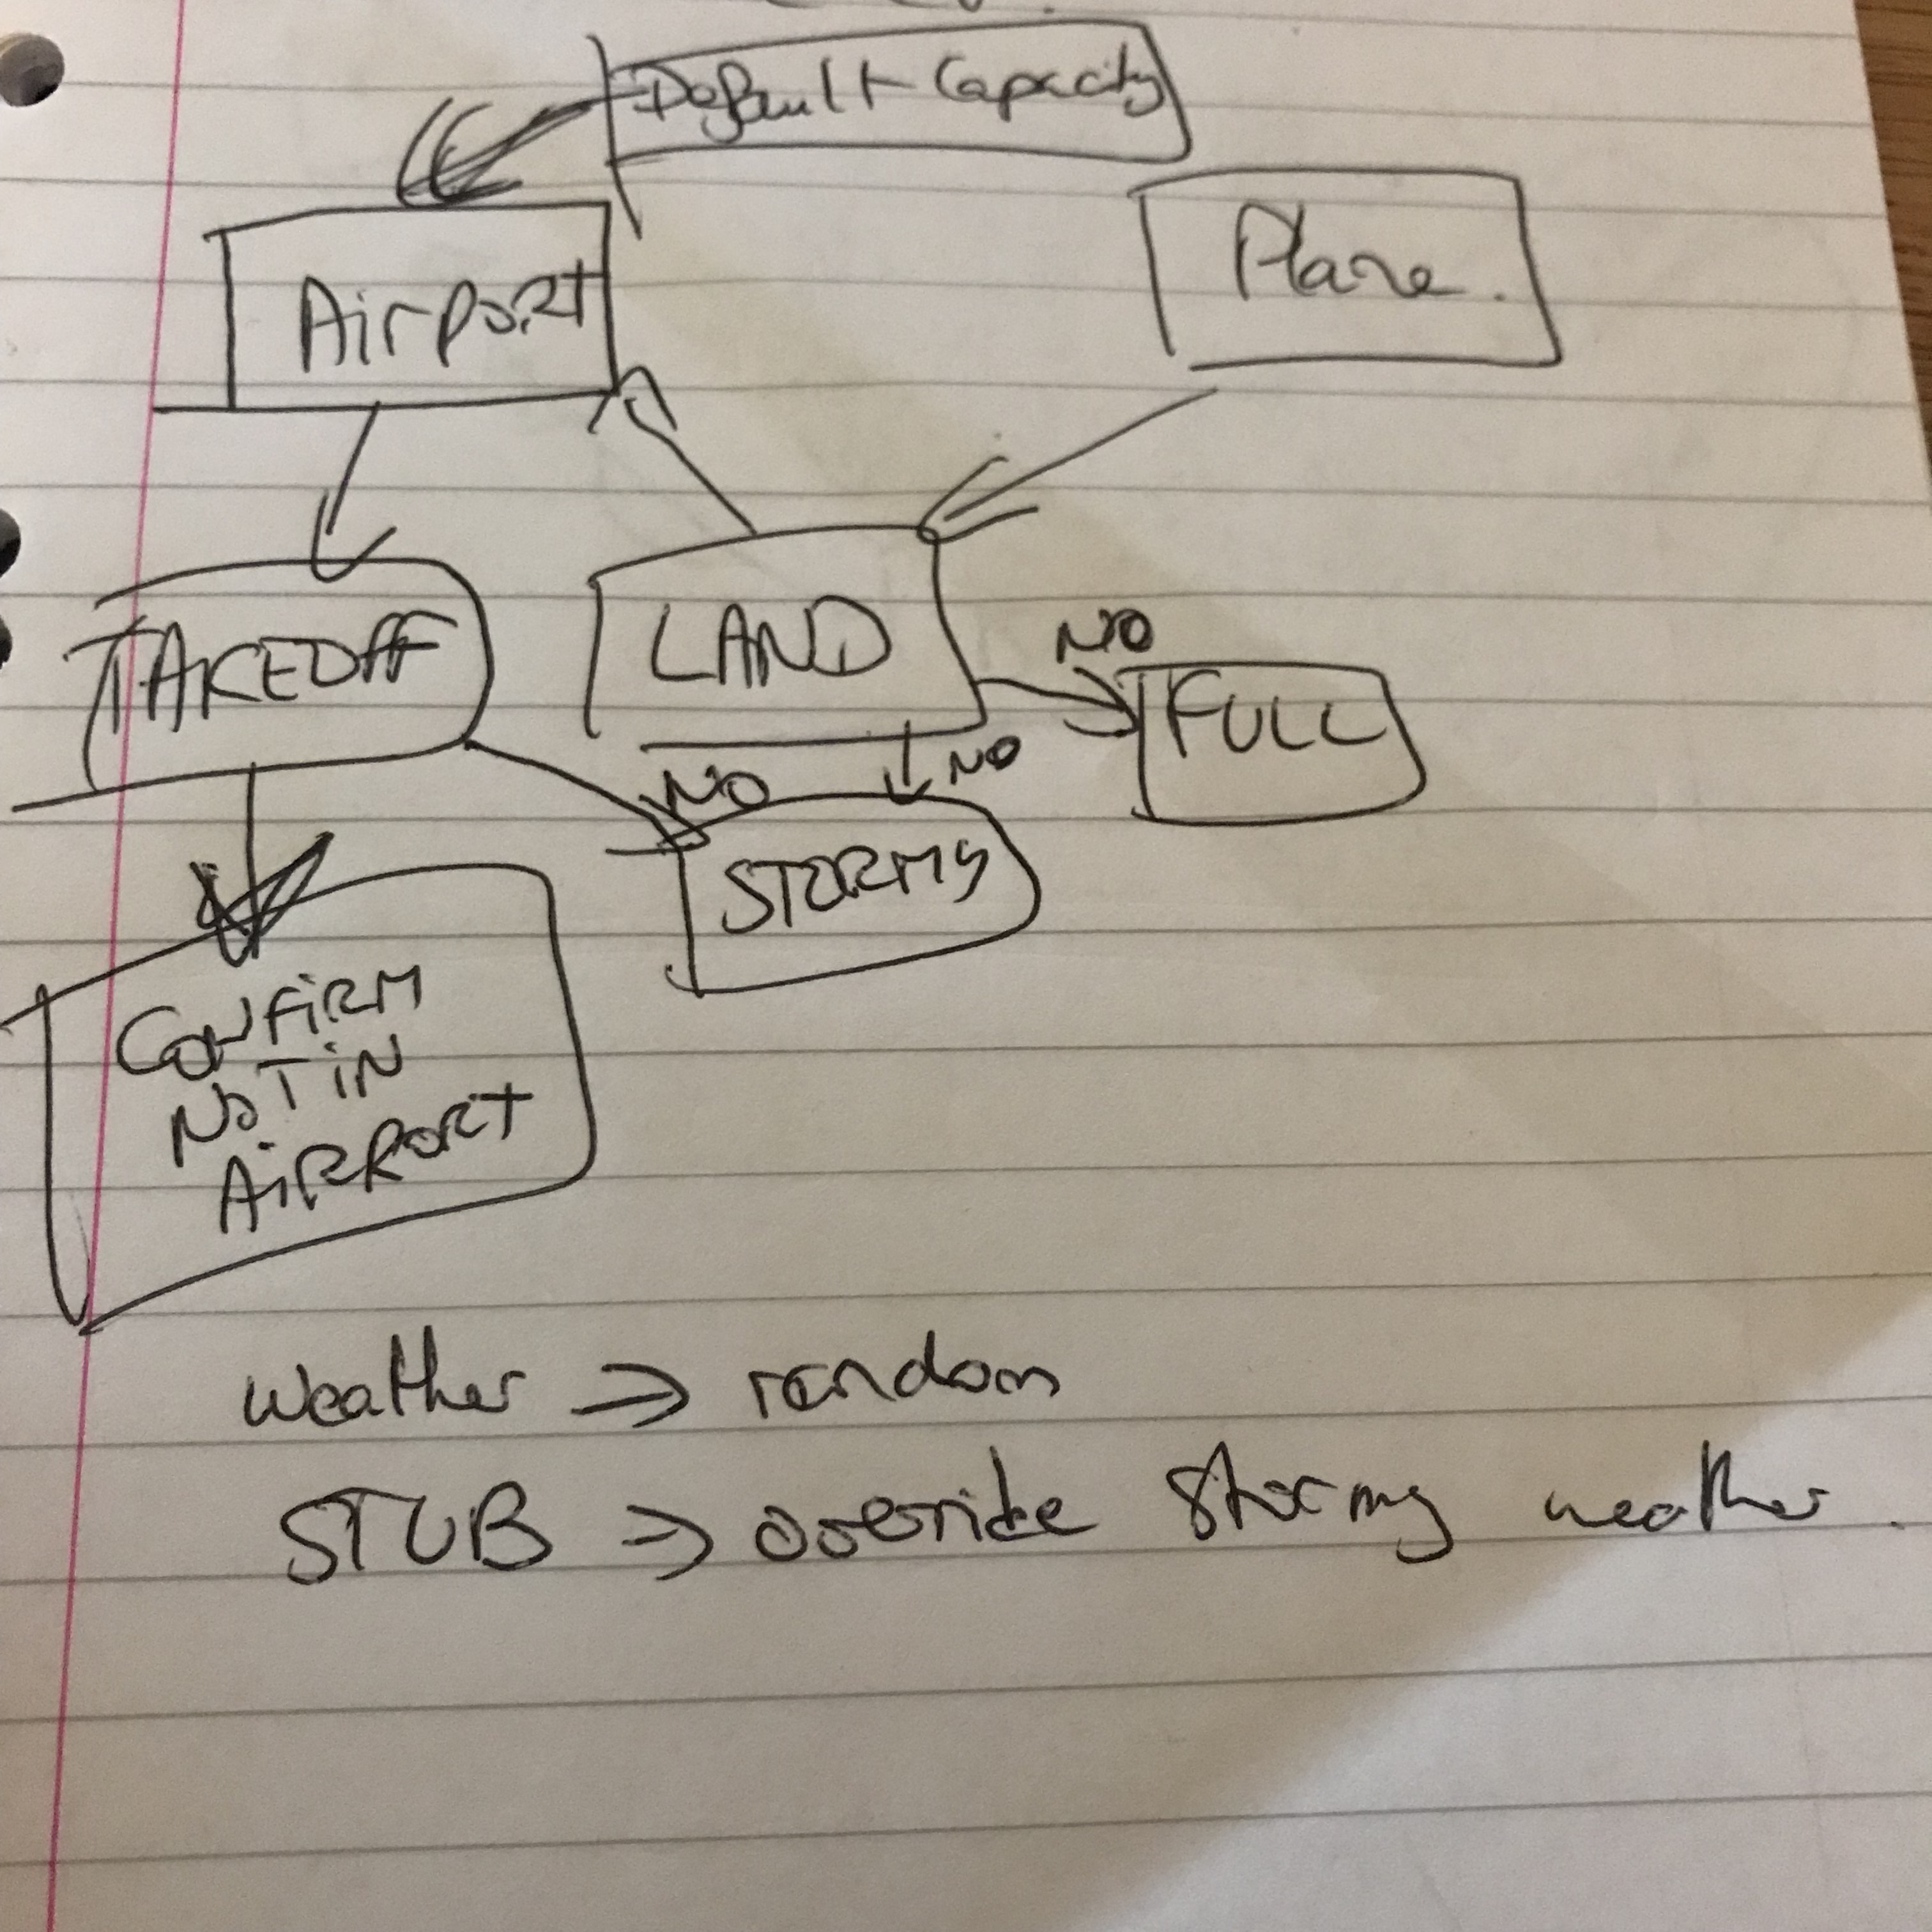 Default Capacity
Airport
Plane.
TAKEOFF
LAND
NO
FULL
NO
NO
STORMY
CONFIRM
NOT IN
AIRPORT
weather ⇒ random
STUB ⇒ override stormy weather.